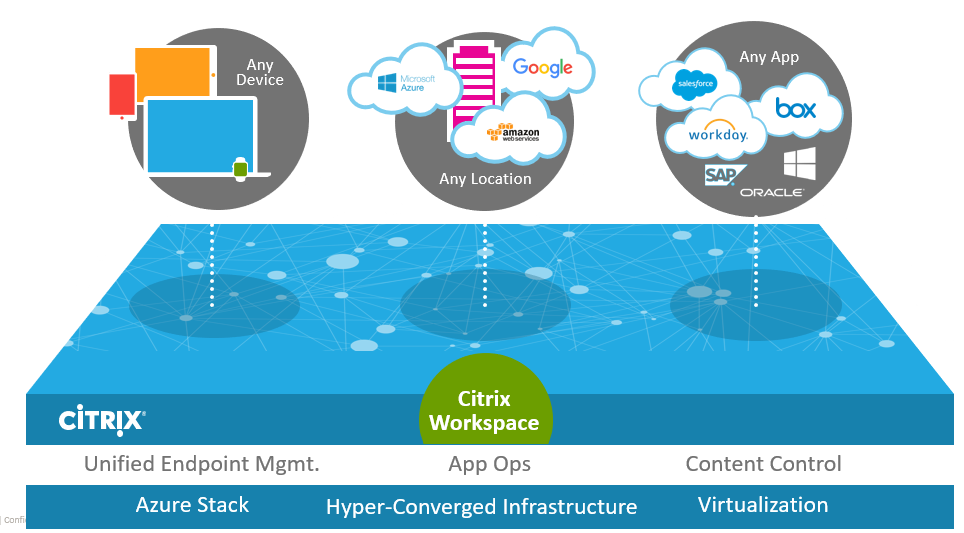 Any
Device
Microsoft
Azure
Google
amazon
web services
Any Location
Any App
salesforce
box
workday.
SAP
ORACLE
CITRIX®
Citrix
Workspace
Unified Endpoint Mgmt.
App Ops
Content Control
Azure Stack
Hyper-Converged Infrastructure
Virtualization
| Confi